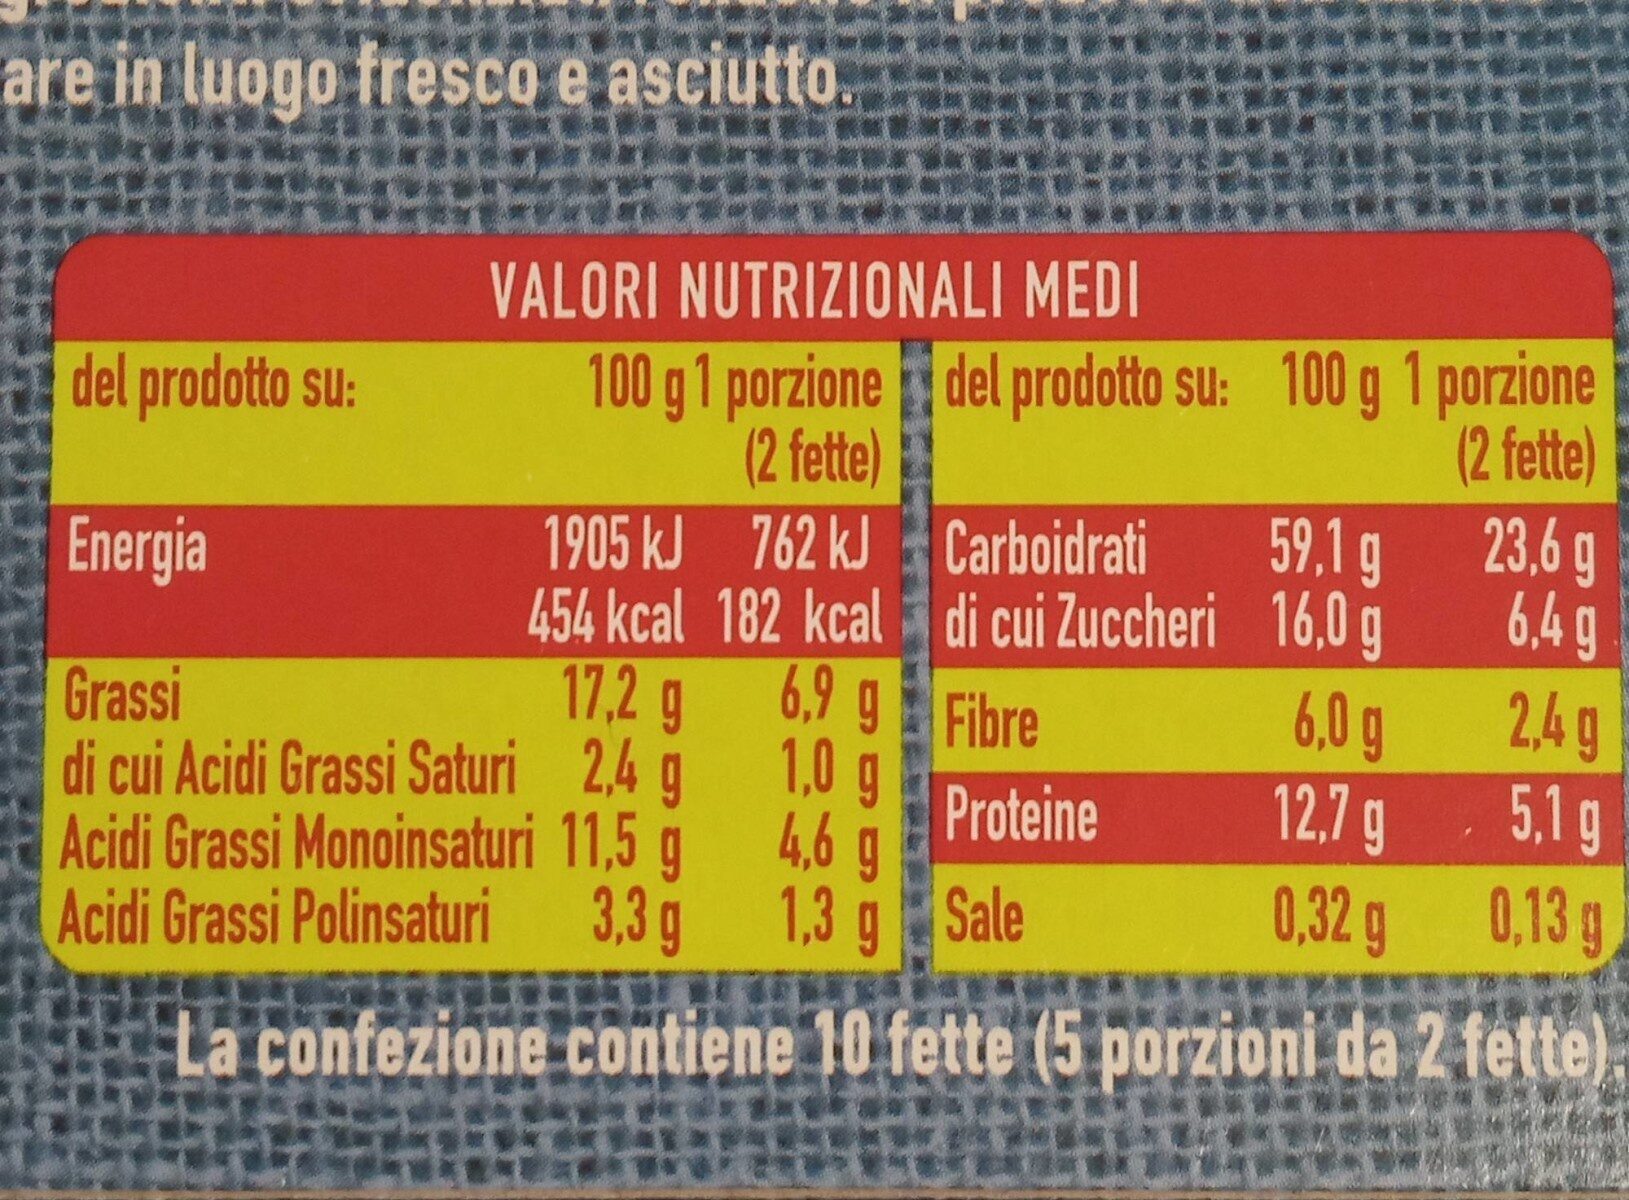 are in luogo fresco e asciutto.
VALORI NUTRIZIONALI MEDI
del prodotto su: 100 g 1 porzione
(2 fette)
Energia 1905 kJ 762 kJ
454 kcal 182 kcal
Grassi 17,2 g 6,9 g
di cui Acidi Grassi Saturi 2,4 g 1,0 g
Acidi Grassi Monoinsaturi 11,5 g 4,6 g
Acidi Grassi Polinsaturi 3,3 g 1,3 g
del prodotto su: 100 g 1 porzione
(2 fette)
Carboidrati 59,1 g 23,6 g
di cui Zuccheri 16,0 g 6,4 g
Fibre 6,0 g 2,4 g
Proteine 12,7 g 5,1 g
Sale 0,32 g 0,13 g
La confezione contiene 10 fette (5 porzioni da 2 fette).